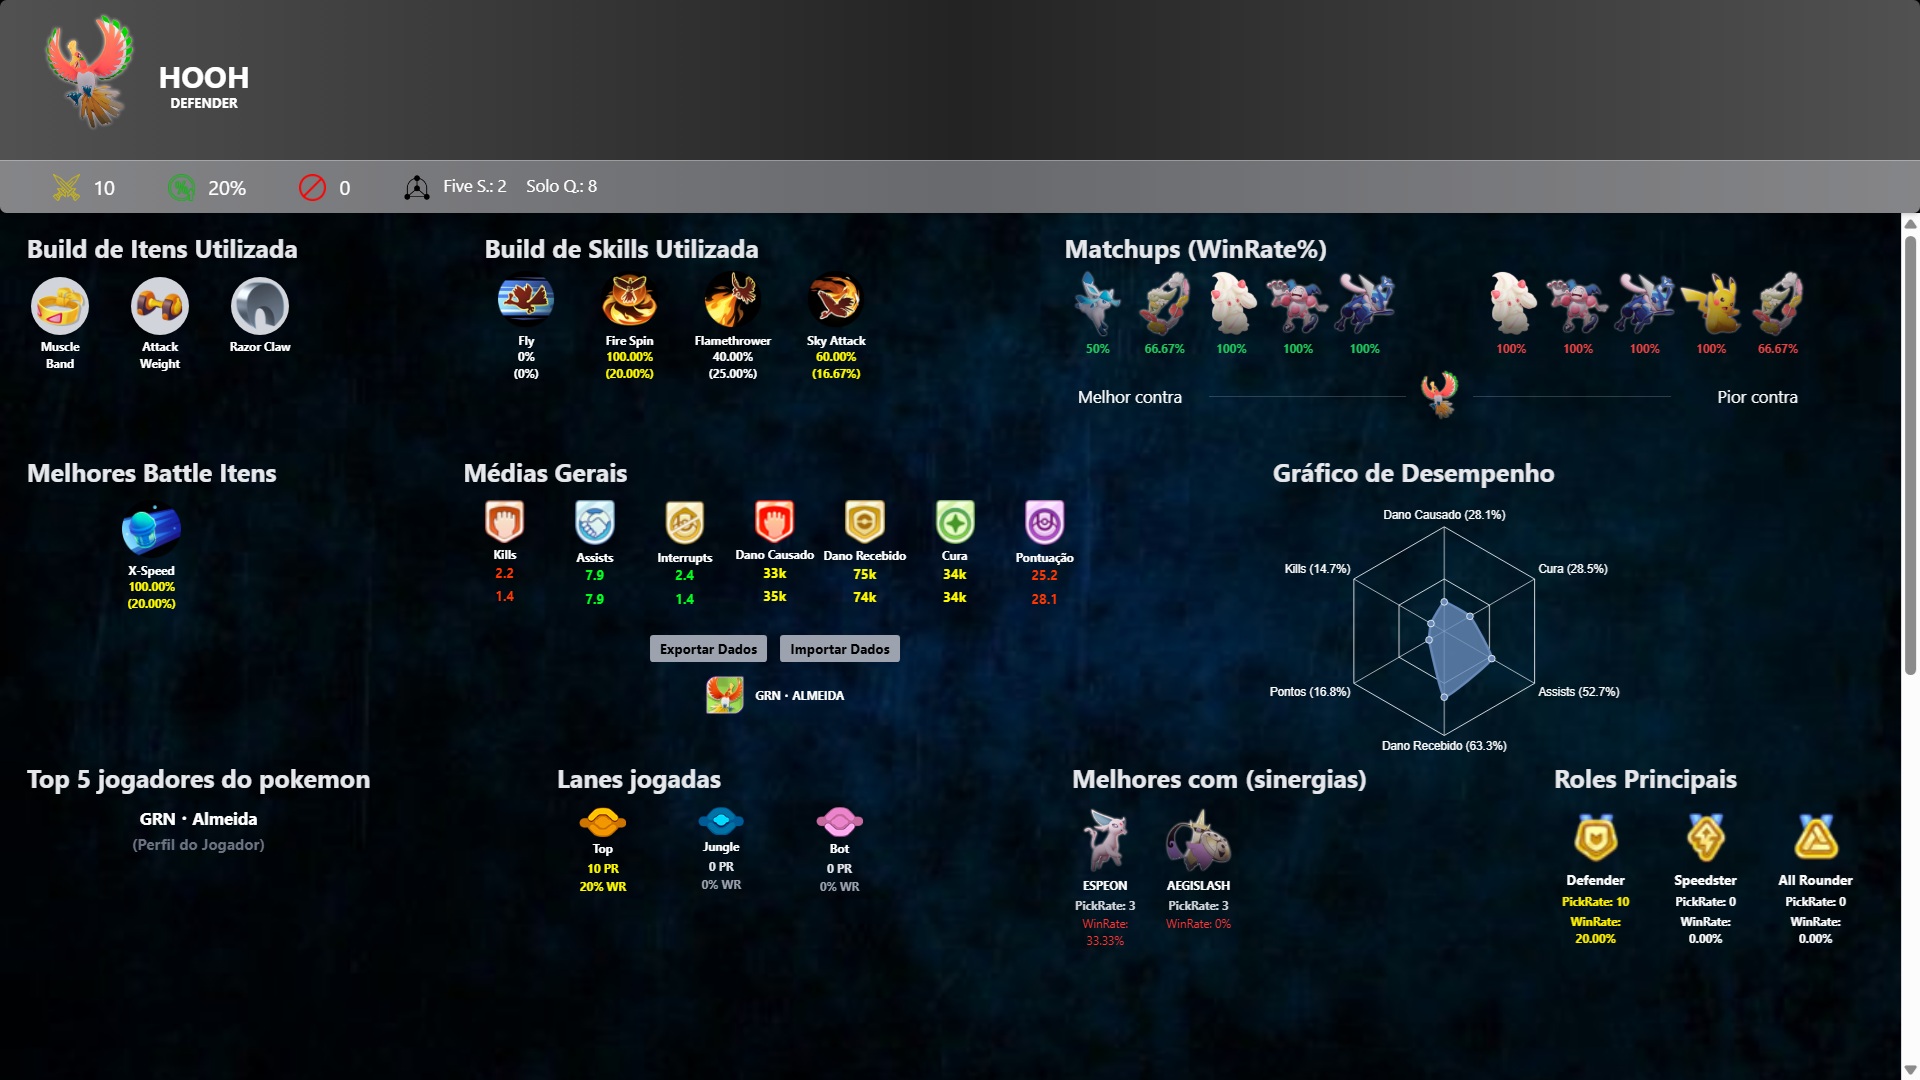 HOOH
DEFENDER
10
20%
0
Five S.: 2 Solo Q.: 8
Build de Itens Utilizada
Muscle Band
Attack Weight
Razor Claw
Build de Skills Utilizada
Fly
0%
(0%)
Fire Spin
100.00%
(20.00%)
Flamethrower
40.00%
(25.00%)
Sky Attack
60.00%
(16.67%)
Matchups (WinRate%)
50% 66.67% 100% 100% 100%
100% 100% 100% 100% 66.67%
Melhor contra
Pior contra
Melhores Battle Itens
X-Speed
100.00%
(20.00%)
Médias Gerais
Kills
2.2
1.4
Assists
7.9
7.9
Interrupts
2.4
1.4
Dano Causado
33k
35k
Dano Recebido
75k
74k
Cura
34k
34k
Pontuação
25.2
28.1
Exportar Dados
Importar Dados
GRN・ALMEIDA
Gráfico de Desempenho
Dano Causado (28.1%)
Kills (14.7%)
Cura (28.5%)
Pontos (16.8%)
Assists (52.7%)
Dano Recebido (63.3%)
Top 5 jogadores do pokemon
GRN・Almeida
(Perfil do Jogador)
Lanes jogadas
Top
10 PR
20% WR
Jungle
0 PR
0% WR
Bot
0 PR
0% WR
Melhores com (sinergias)
ESPEON
PickRate: 3
WinRate:
33.33%
AEGISLASH
PickRate: 3
WinRate: 0%
Roles Principais
Defender
PickRate: 10
WinRate:
20.00%
Speedster
PickRate: 0
WinRate:
0.00%
All Rounder
PickRate: 0
WinRate:
0.00%